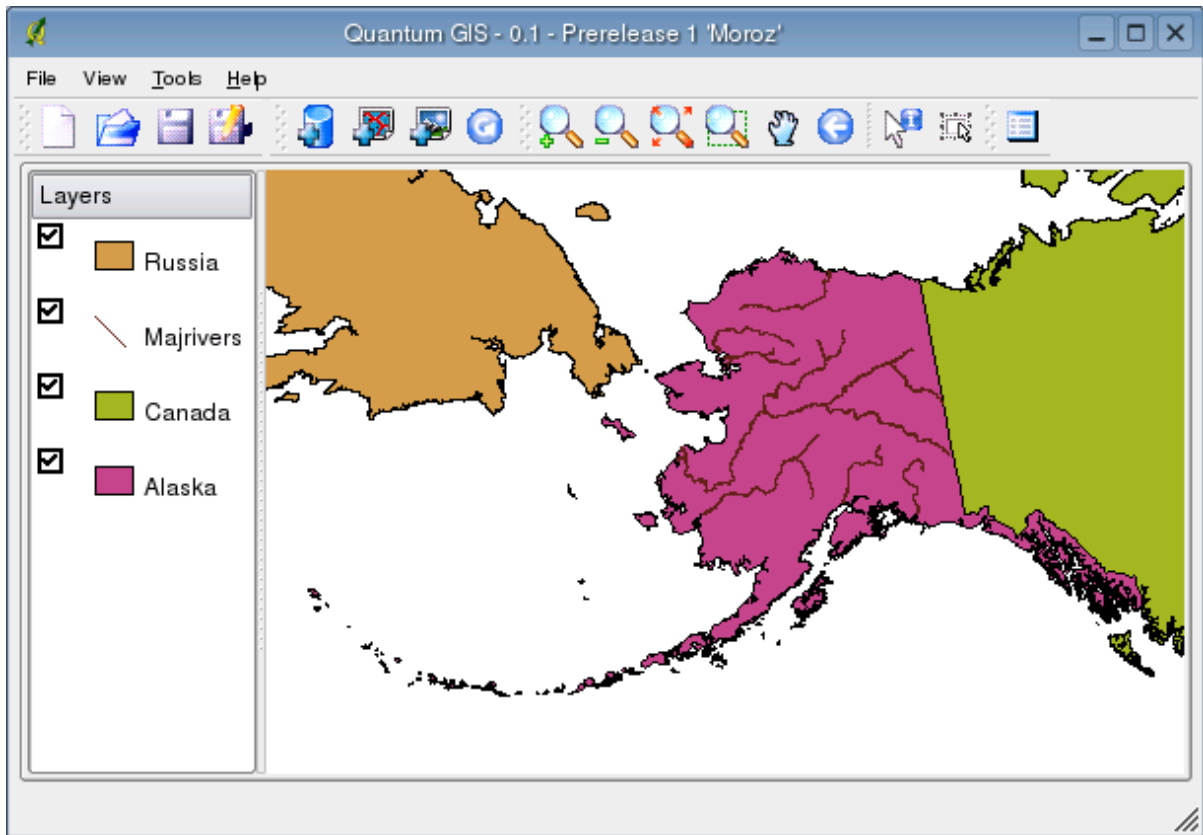 Quantum GIS - 0.1 - Prerelease 1 'Moroz'
File View Tools Help
G
Layers
Russia
Majrivers
Canada
Alaska